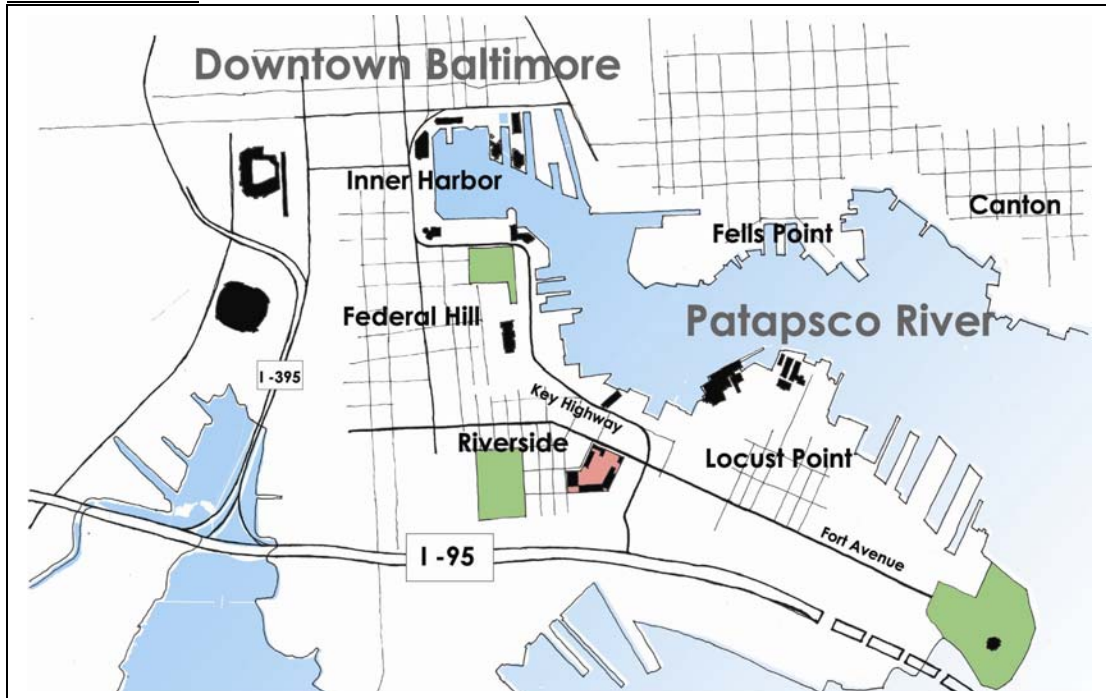 Downtown Baltimore
Inner Harbor
Canton
Fells Point
Federal Hill
Patapsco River
I -395
Key Highway
Riverside
Locust Point
Fort Avenue
I -95